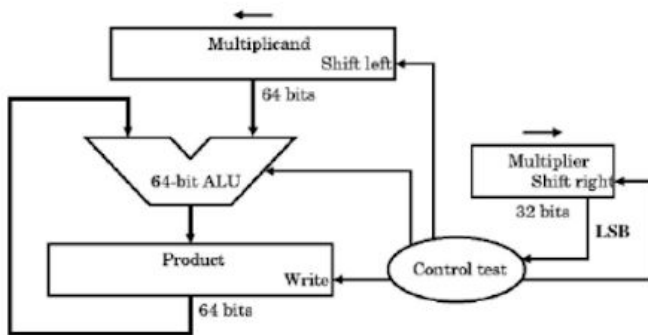 Multiplicand
Shift left
64 bits
64-bit ALU
Multiplier
Shift right
32 bits
LSB
Product
Write
Control test
64 bits